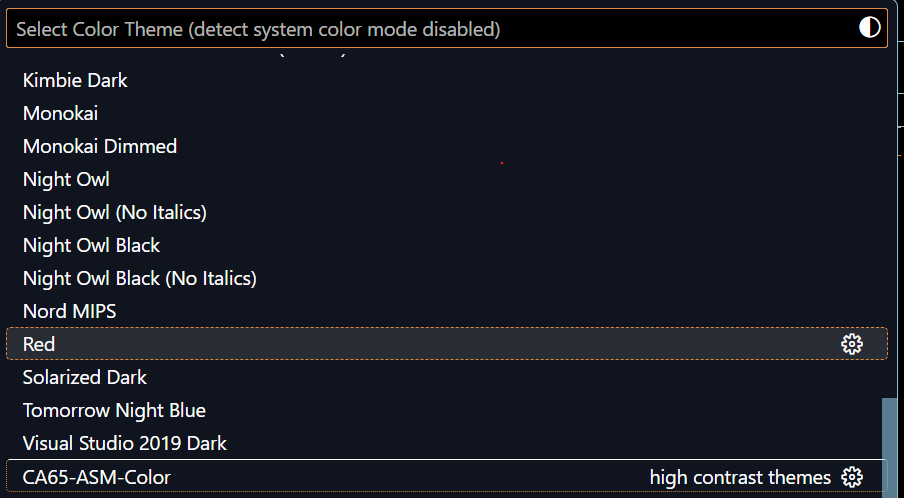 Select Color Theme (detect system color mode disabled)
Kimbie Dark
Monokai
Monokai Dimmed
Night Owl
Night Owl (No Italics)
Night Owl Black
Night Owl Black (No Italics)
Nord MIPS
Red
Solarized Dark
Tomorrow Night Blue
Visual Studio 2019 Dark
CA65-ASM-Color high contrast themes